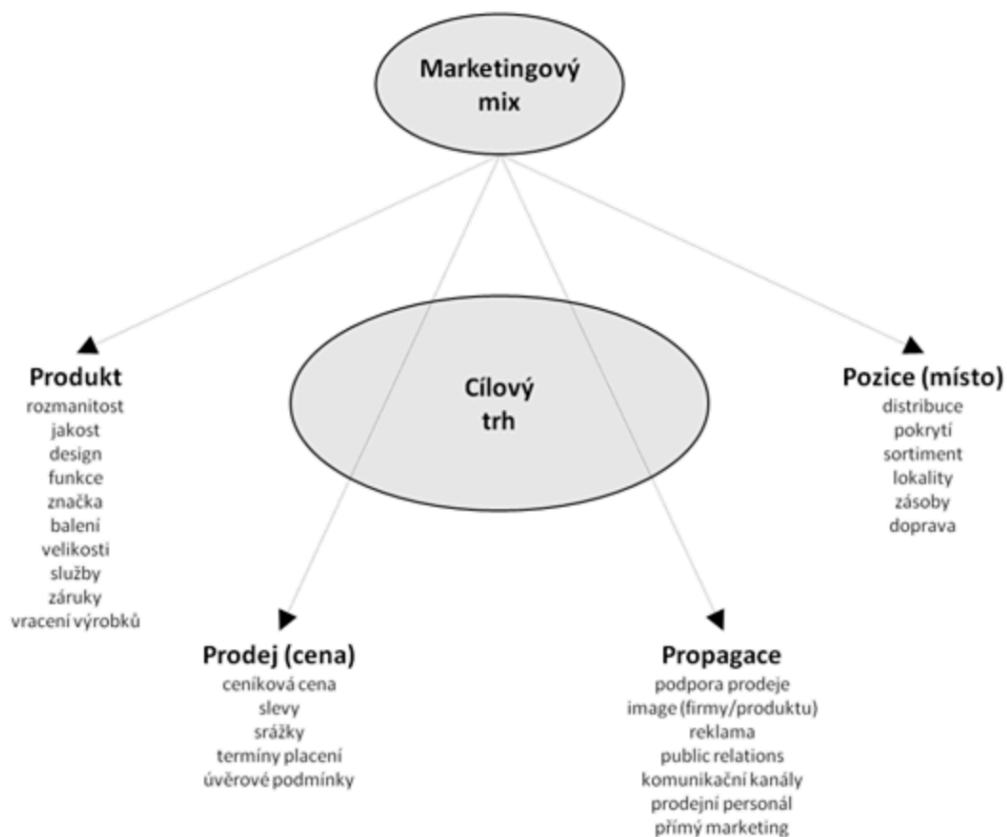 Marketingový
mix
Cílový
trh
Produkt
rozmanitost
jakost
design
funkce
značka
balení
velikosti
služby
záruky
vracení výrobků
Prodej (cena)
ceníková cena
slevy
srážky
termíny placení
úvěrové podmínky
Propagace
podpora prodeje
image (firmy/produktu)
reklama
public relations
komunikační kanály
prodejní personál
přímý marketing
Pozice (místo)
distribuce
pokrytí
sortiment
lokality
zásoby
doprava